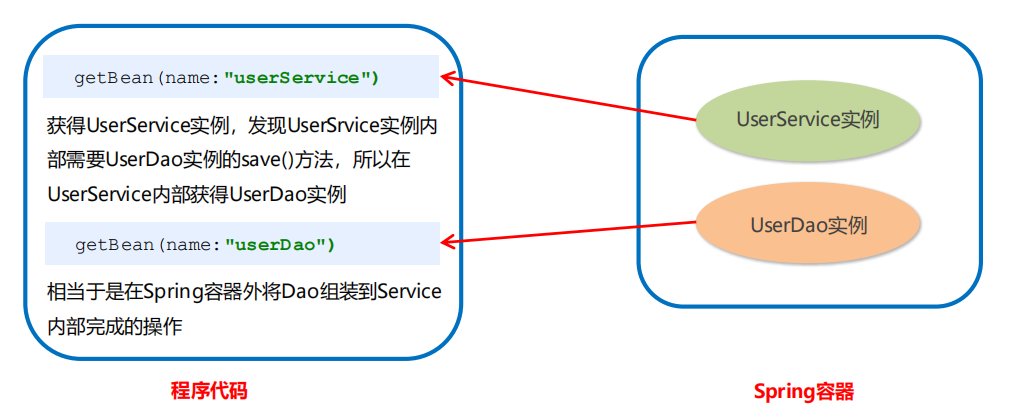 getBean(name:"userService")
获得UserService实例，发现UserSrvice实例内
部需要UserDao实例的save()方法，所以在
UserService内部获得UserDao实例
getBean(name:"userDao")
相当于是在Spring容器外将Dao组装到Service
内部完成的操作
程序代码
UserService实例
UserDao实例
Spring容器